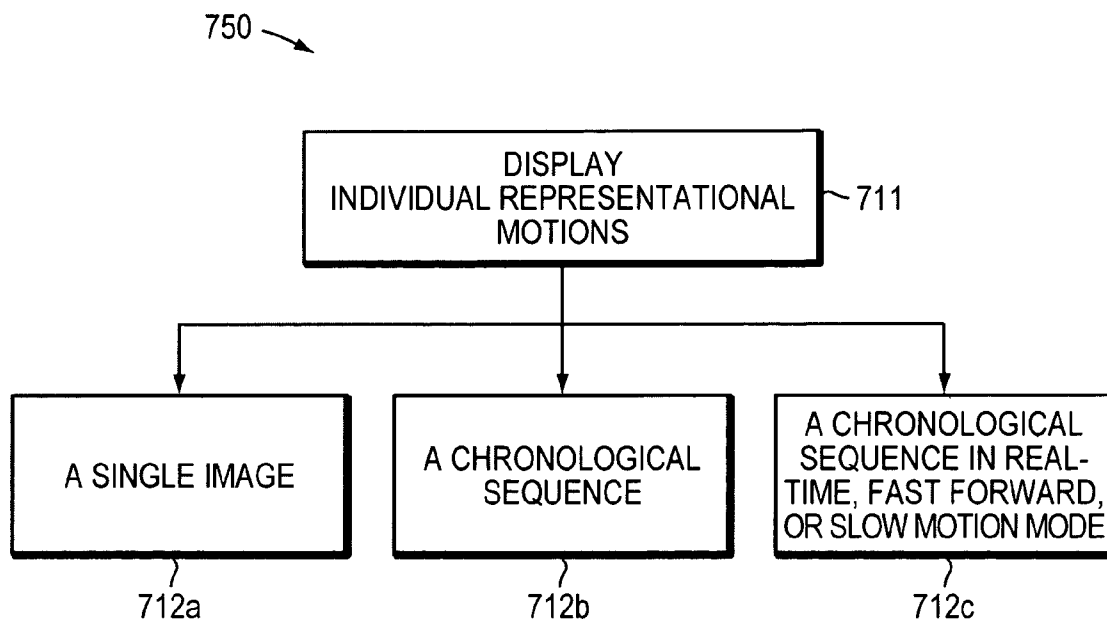 750
DISPLAY
INDIVIDUAL REPRESENTATIONAL
MOTIONS
711
A SINGLE IMAGE
712a
A CHRONOLOGICAL
SEQUENCE
712b
A CHRONOLOGICAL
SEQUENCE IN REAL-
TIME, FAST FORWARD,
OR SLOW MOTION MODE
712c